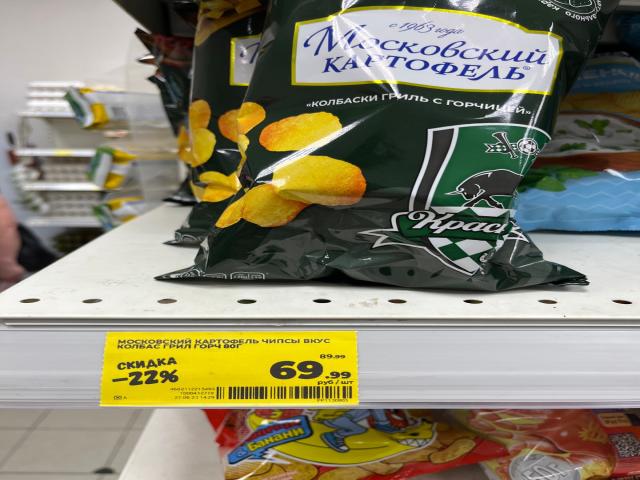 с 1963 года
Московский
КАРТОФЕЛЬ®
"КОЛБАСКИ ГРИЛЬ С ГОРЧИЦЕЙ"
МОСКОВСКИЙ КАРТОФЕЛЬ ЧИПСЫ ВКУС
КОЛБАС ГРИЛ ГОРЧ 80Г
89.99
СКИДКА
-22%
69.99
руб / шт
Банани